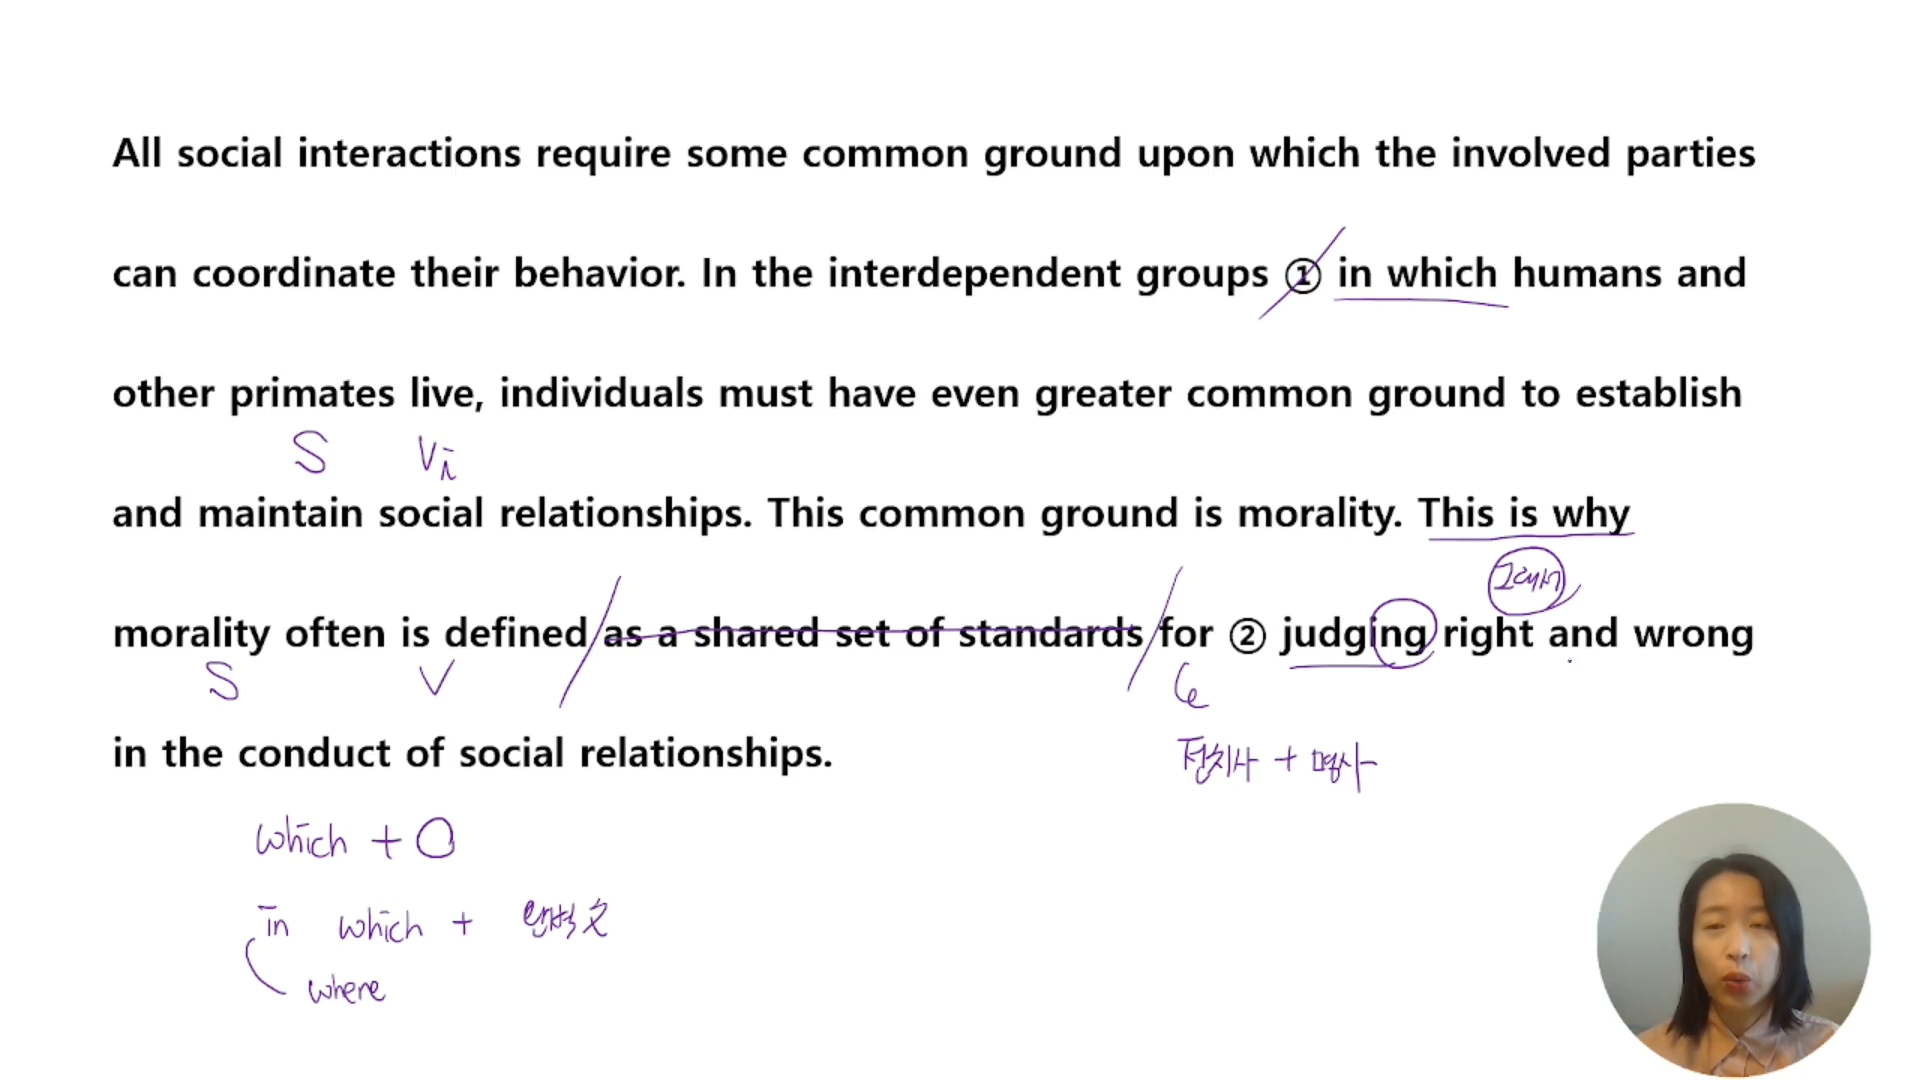 All social interactions require some common ground upon which the involved parties
can coordinate their behavior. In the interdependent groups ① in which humans and
other primates live, individuals must have even greater common ground to establish
S Vi
and maintain social relationships. This common ground is morality. This is why
그래서
morality often is defined as a shared set of standards for ② judging right and wrong
S V
in the conduct of social relationships.
전치사 + 명사
which +
in which + 완벽文
where